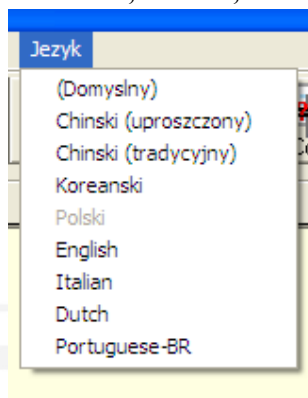 Jezyk
(Domyslny)
Chinski (uproszczony)
Chinski (tradycyjny)
Koreanski
Polski
English
Italian
Dutch
Portuguese-BR